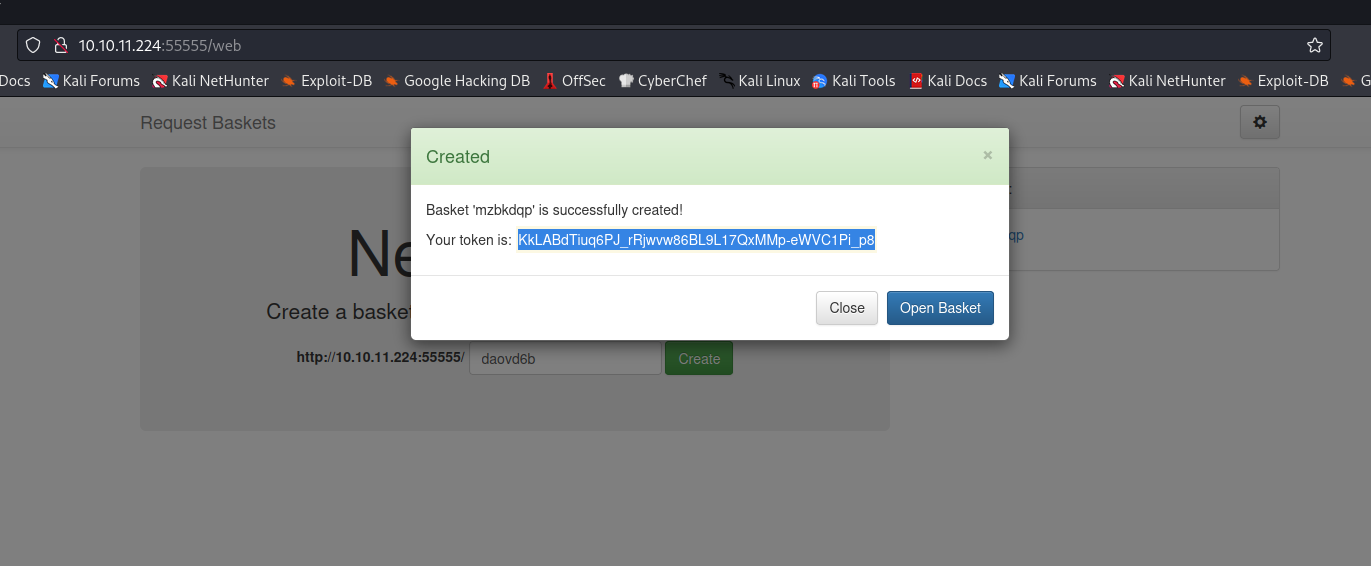 10.10.11.224:55555/web
Docs Kali Forums Kali NetHunter Exploit-DB Google Hacking DB OffSec CyberChef Kali Linux Kali Tools Kali Docs Kali Forums Kali NetHunter Exploit-DB G
Request Baskets
Created ×
Basket 'mzbkdqp' is successfully created!
Your token is: KkLABdTiuq6PJ_rRjwvw86BL9L17QxMMp-eWVC1Pi_p8
qp
Ne
Close Open Basket
Create a basket
http://10.10.11.224:55555/ daovd6b Create